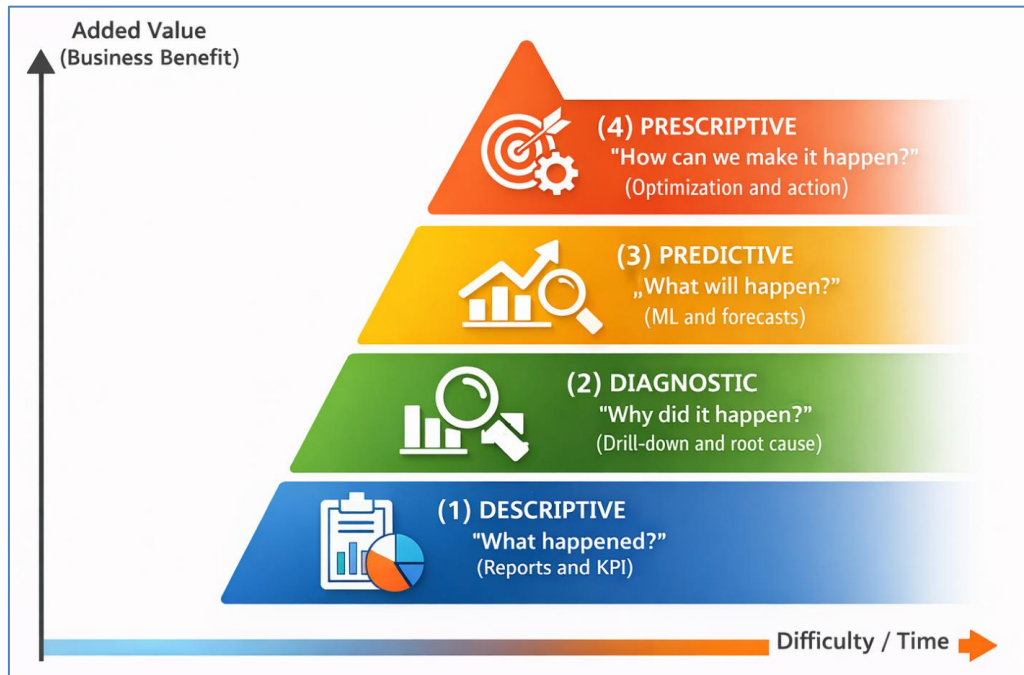 Added Value
(Business Benefit)
(4) PRESCRIPTIVE
"How can we make it happen?"
(Optimization and action)
(3) PREDICTIVE
„What will happen?"
(ML and forecasts)
(2) DIAGNOSTIC
"Why did it happen?"
(Drill-down and root cause)
(1) DESCRIPTIVE
"What happened?"
(Reports and KPI)
Difficulty / Time